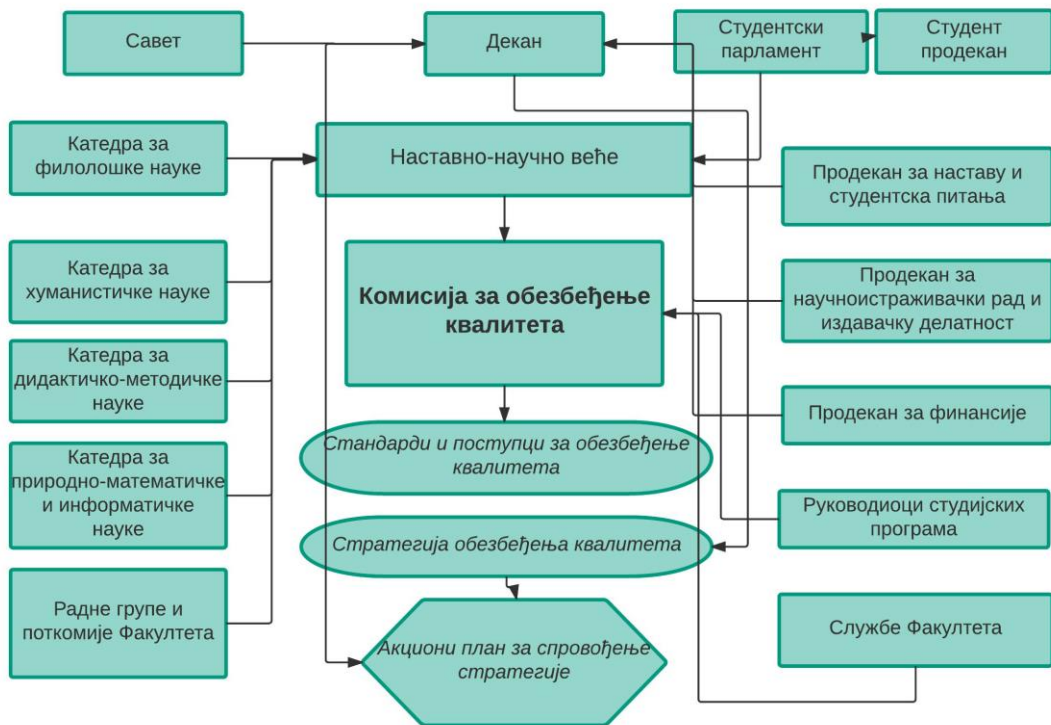 Савет
Декан
Студентски
парламент
Студент
продекан
Катедра за
филолошке науке
Наставно-научно веће
Продекан за наставу и
студентска питања
Катедра за
хуманистичке науке
Комисија за обезбеђење
квалитета
Продекан за
научноистраживачки рад и
издавачку делатност
Катедра за
дидактичко-методичке
науке
Продекан за финансије
Стандарди и поступци за обезбеђење
квалитета
Катедра за
природно-математичке
и информатичке
науке
Руководиоци студијских
програма
Стратегија обезбеђења квалитета
Радне групе и
поткомије Факултета
Службе Факултета
Акциони план за спровођење
стратегије